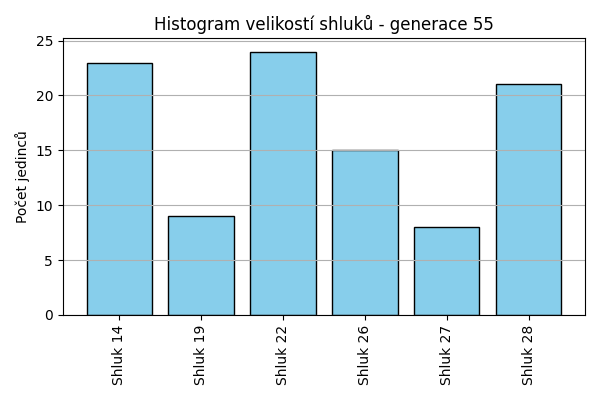 Histogram velikostí shluků - generace 55
Počet jedinců
25
20
15
10
5
0
Shluk 14
Shluk 19
Shluk 22
Shluk 26
Shluk 27
Shluk 28